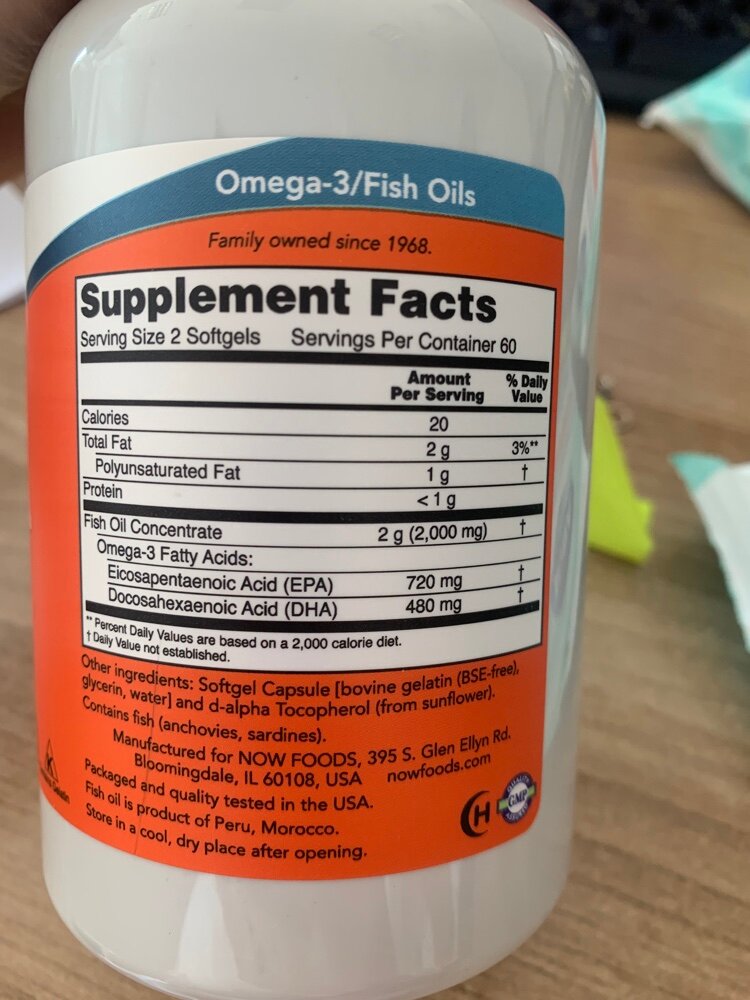 Omega-3/Fish Oils
Family owned since 1968.
Supplement Facts
Serving Size 2 Softgels Servings Per Container 60
Amount Per Serving % Daily Value
Calories 20
Total Fat 2 g 3%**
Polyunsaturated Fat 1 g †
Protein < 1 g
Fish Oil Concentrate 2 g (2,000 mg) †
Omega-3 Fatty Acids:
Eicosapentaenoic Acid (EPA) 720 mg †
Docosahexaenoic Acid (DHA) 480 mg †
** Percent Daily Values are based on a 2,000 calorie diet.
† Daily Value not established.
Other ingredients: Softgel Capsule [bovine gelatin (BSE-free),
glycerin, water] and d-alpha Tocopherol (from sunflower).
Contains fish (anchovies, sardines).
Manufactured for NOW FOODS, 395 S. Glen Ellyn Rd.
Bloomingdale, IL 60108, USA nowfoods.com
Packaged and quality tested in the USA.
Fish oil is product of Peru, Morocco.
Store in a cool, dry place after opening.
K
Gelatin
H
QUALITY
GMP